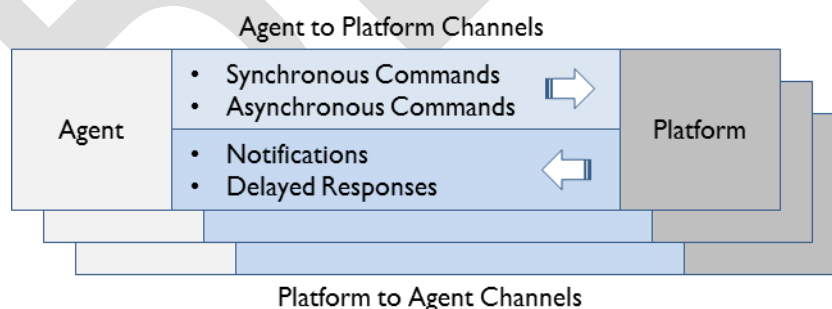 Agent to Platform Channels
Agent
• Synchronous Commands
• Asynchronous Commands
• Notifications
• Delayed Responses
Platform
Platform to Agent Channels